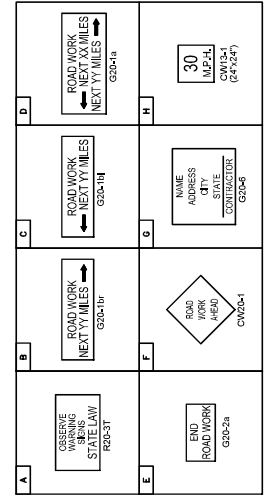 A
OBSERVE
WARNING
SIGNS
STATE LAW
R20-3T
B
ROAD WORK
NEXT YY MILES →
G20-1br
C
ROAD WORK
← NEXT YY MILES
G20-1bl
D
ROAD WORK
← NEXT XX MILES
NEXT YY MILES →
G20-1a
E
END
ROAD WORK
G20-2a
F
ROAD
WORK
AHEAD
CW20-1
G
NAME
ADDRESS
CITY
STATE
CONTRACTOR
G20-6
H
30
M.P.H.
CW13-1
(24"x24")